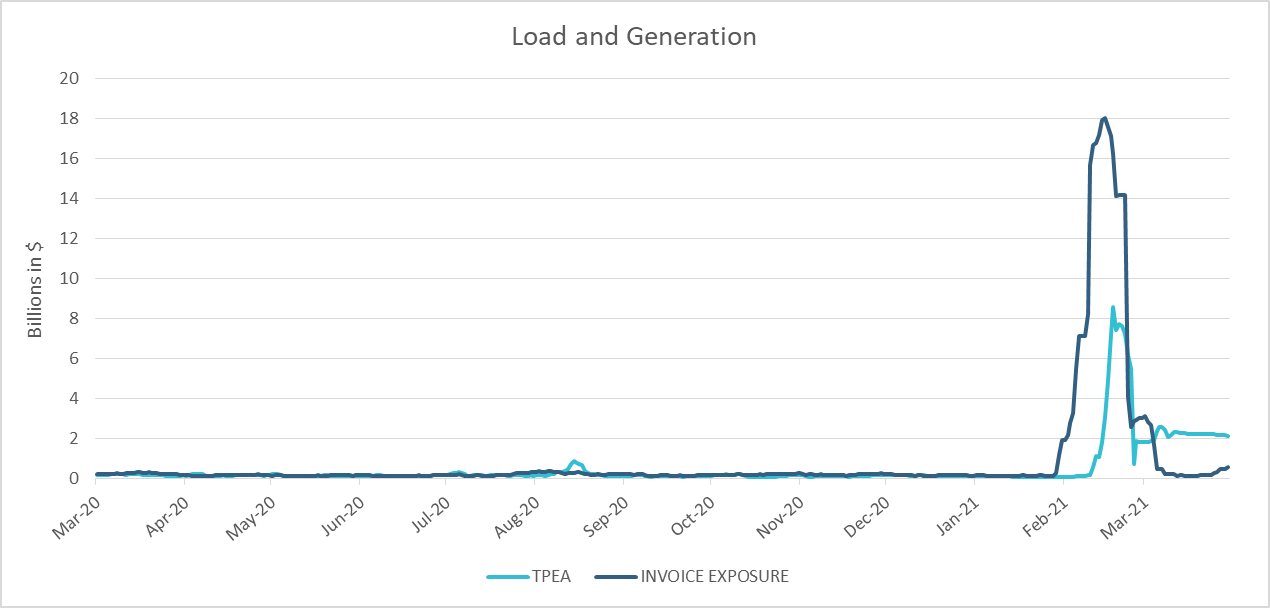 Load and Generation
Billions in $
20
18
16
14
12
10
8
6
4
2
0
Mar-20
Apr-20
May-20
Jun-20
Jul-20
Aug-20
Sep-20
Oct-20
Nov-20
Dec-20
Jan-21
Feb-21
Mar-21
TPEA
INVOICE EXPOSURE